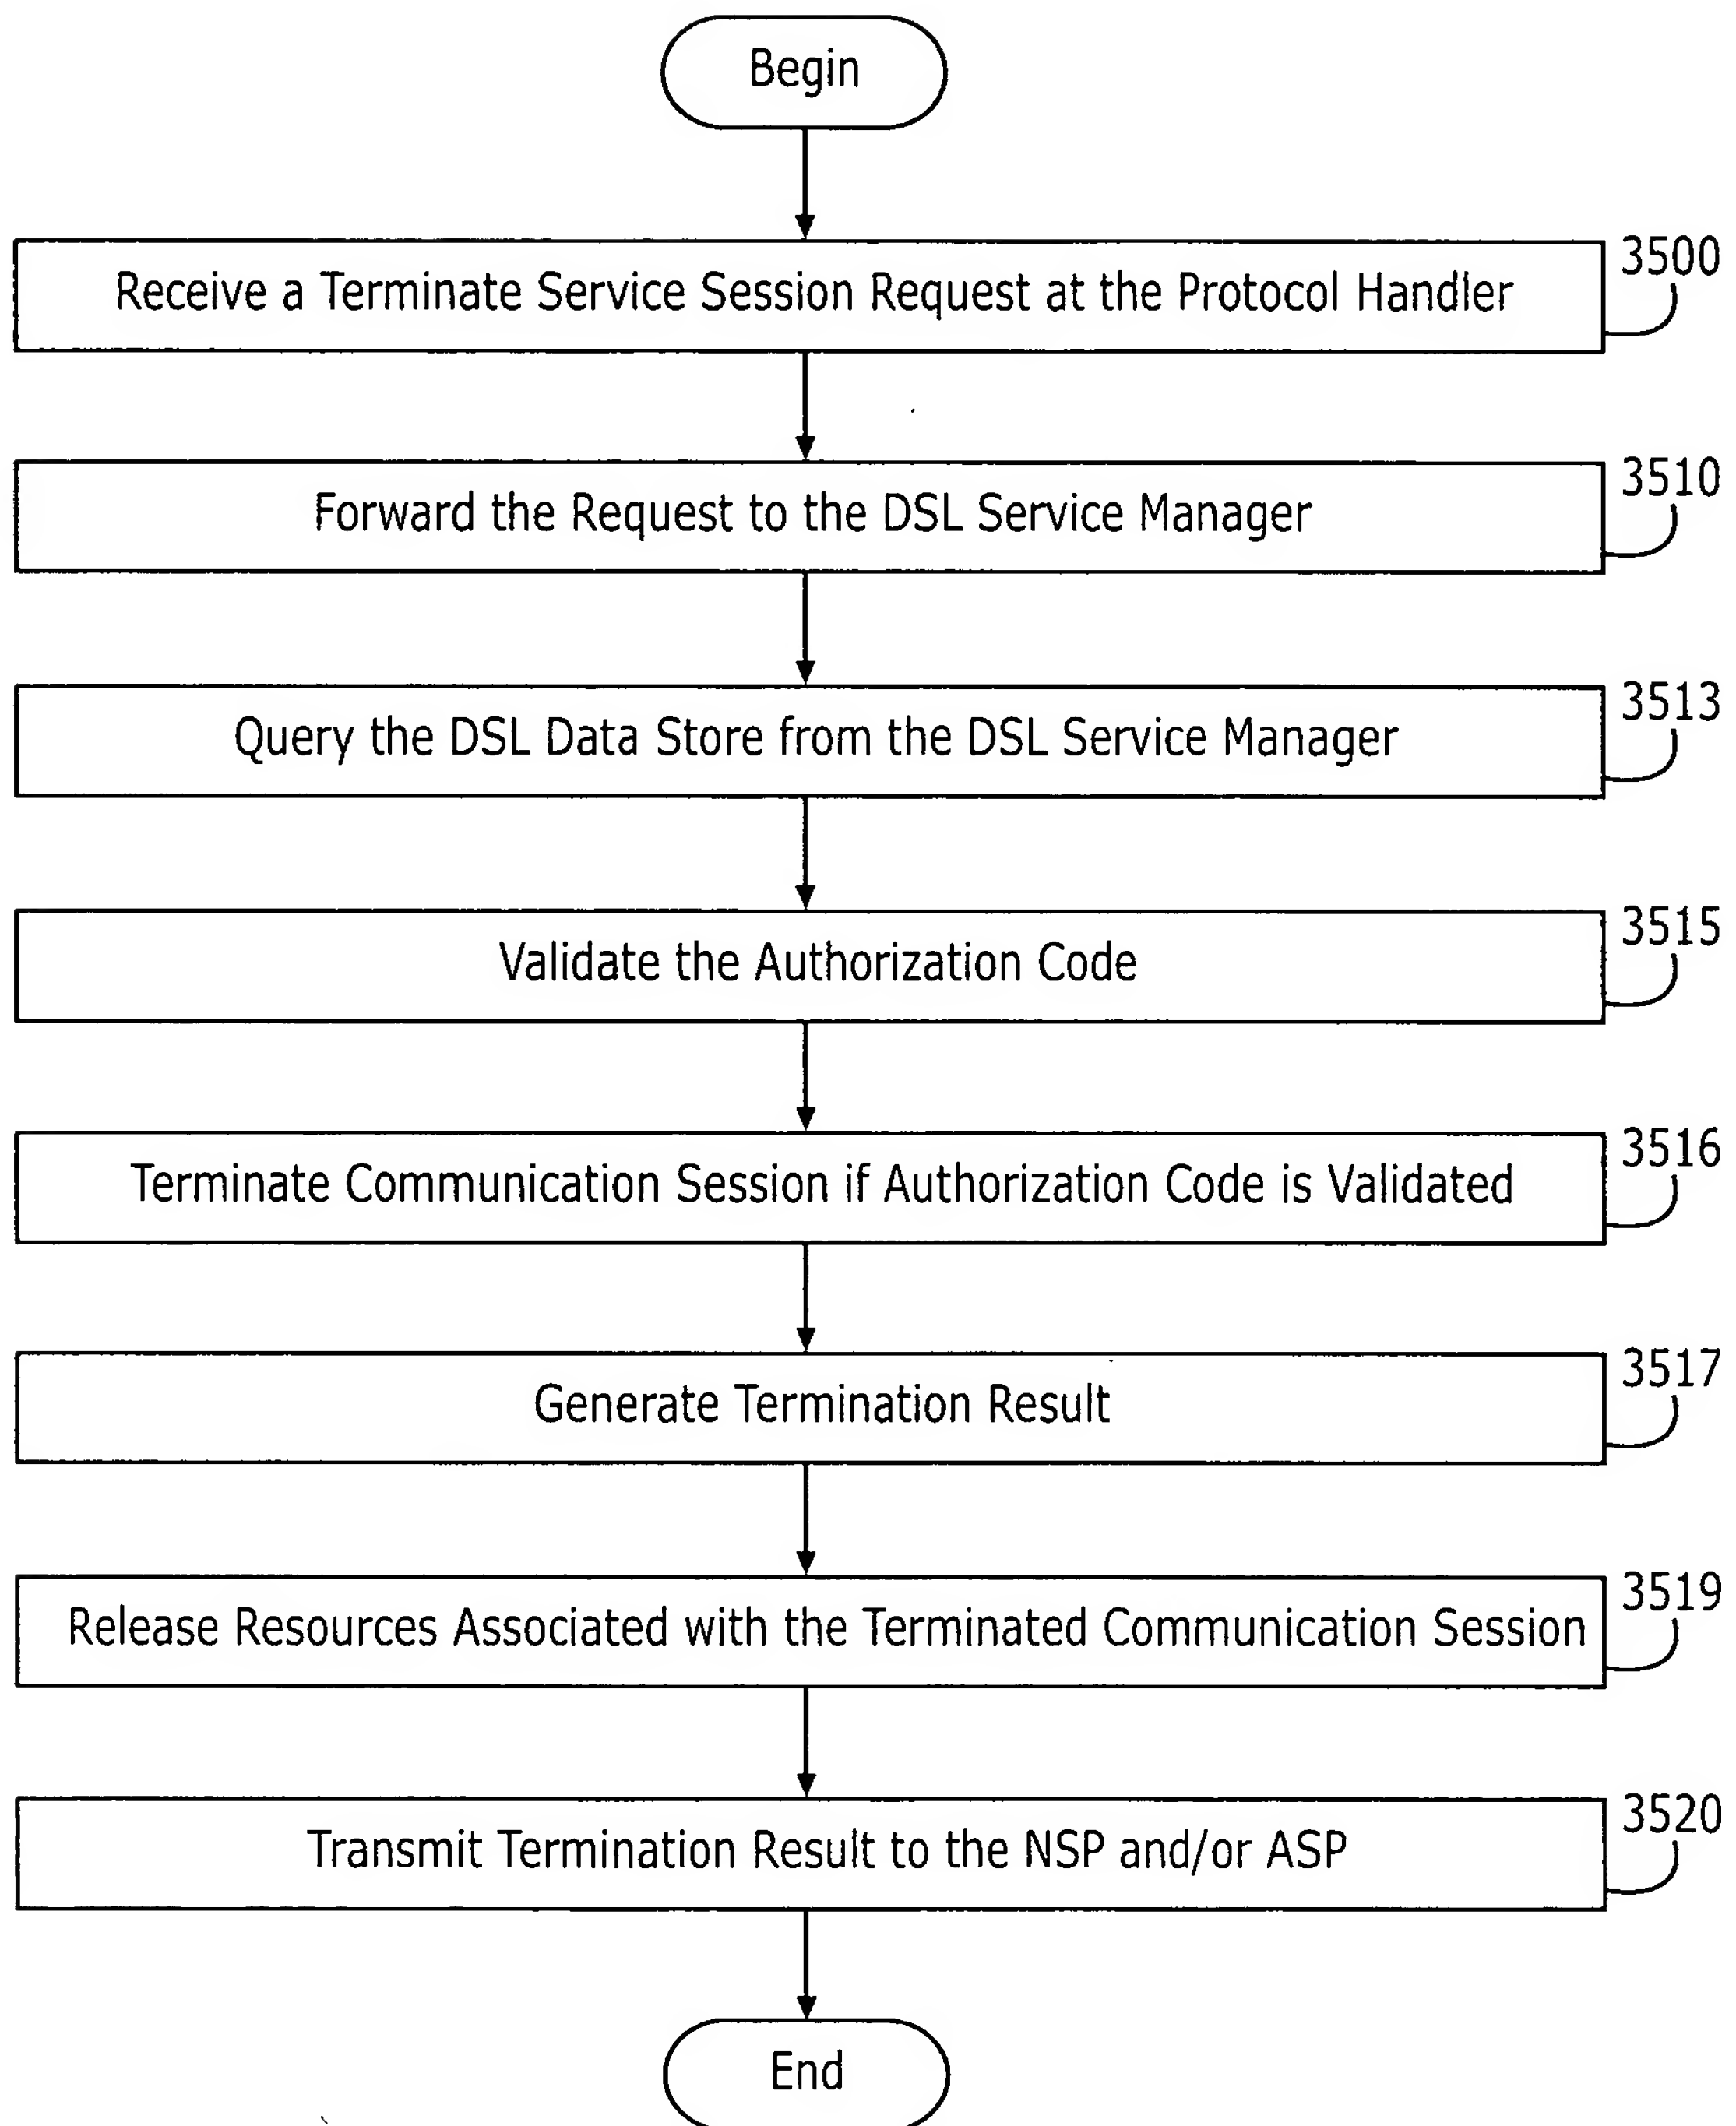 Begin
Receive a Terminate Service Session Request at the Protocol Handler
3500
Forward the Request to the DSL Service Manager
3510
Query the DSL Data Store from the DSL Service Manager
3513
Validate the Authorization Code
3515
Terminate Communication Session if Authorization Code is Validated
3516
Generate Termination Result
3517
Release Resources Associated with the Terminated Communication Session
3519
Transmit Termination Result to the NSP and/or ASP
3520
End